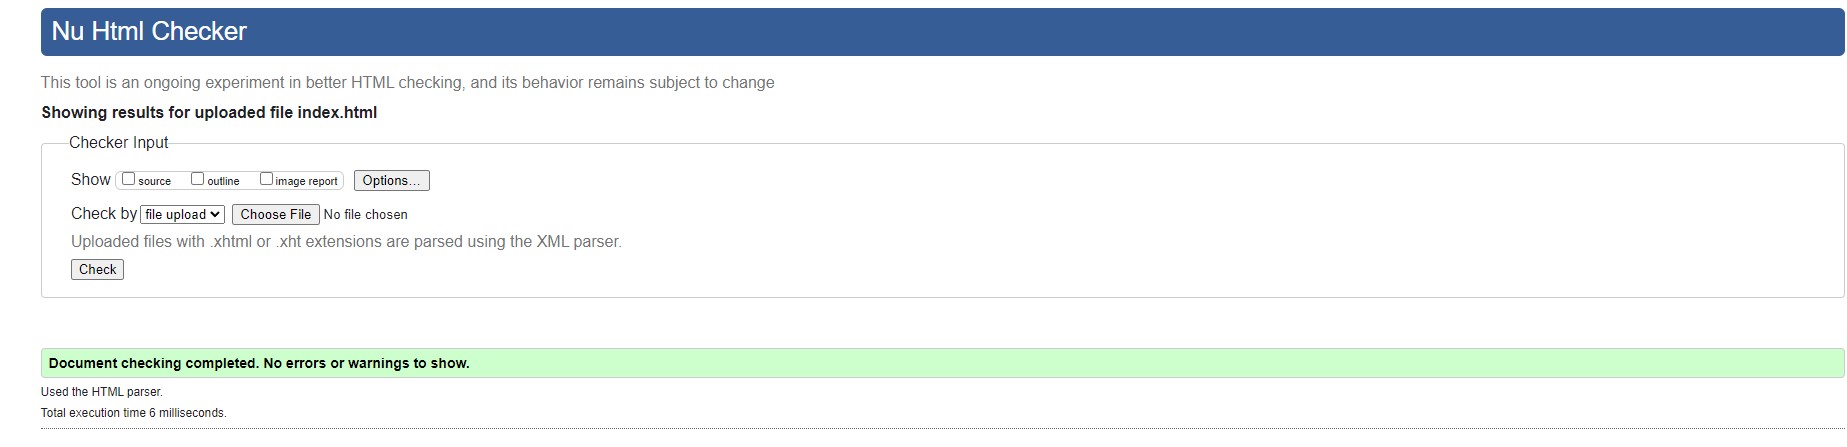 Nu Html Checker
This tool is an ongoing experiment in better HTML checking, and its behavior remains subject to change
Showing results for uploaded file index.html
Checker Input
Show source outline image report Options...
Check by file upload Choose File No file chosen
Uploaded files with .xhtml or .xht extensions are parsed using the XML parser.
Check
Document checking completed. No errors or warnings to show.
Used the HTML parser.
Total execution time 6 milliseconds.